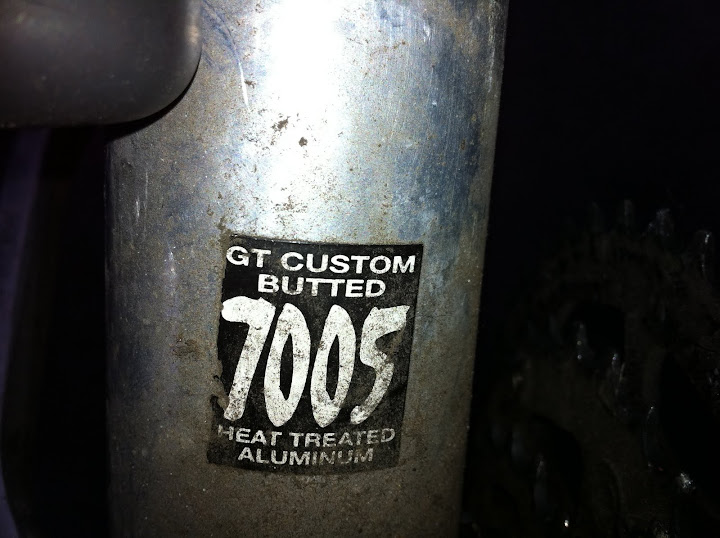 GT CUSTOM
BUTTED
7005
HEAT TREATED
ALUMINUM